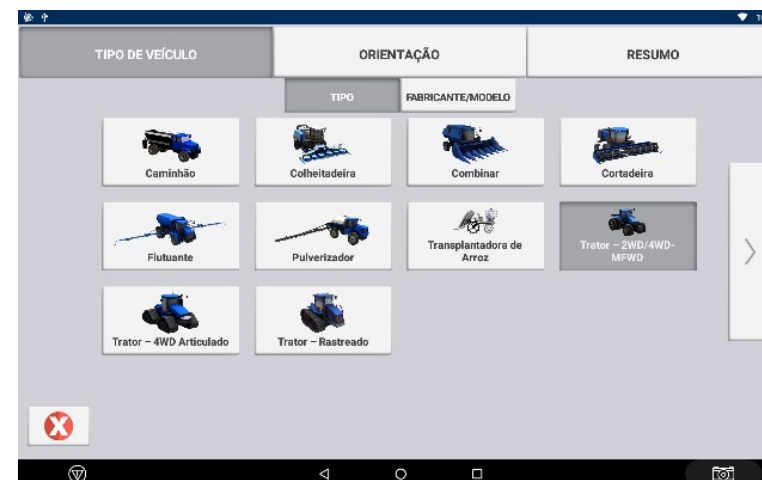 TIPO DE VEÍCULO
ORIENTAÇÃO
RESUMO
TIPO
FABRICANTE/MODELO
Caminhão
Colheitadeira
Combinar
Cortadeira
Flutuante
Pulverizador
Transplantadora de
Arroz
Trator – 2WD/4WD-
MFWD
Trator – 4WD Articulado
Trator – Rastreado